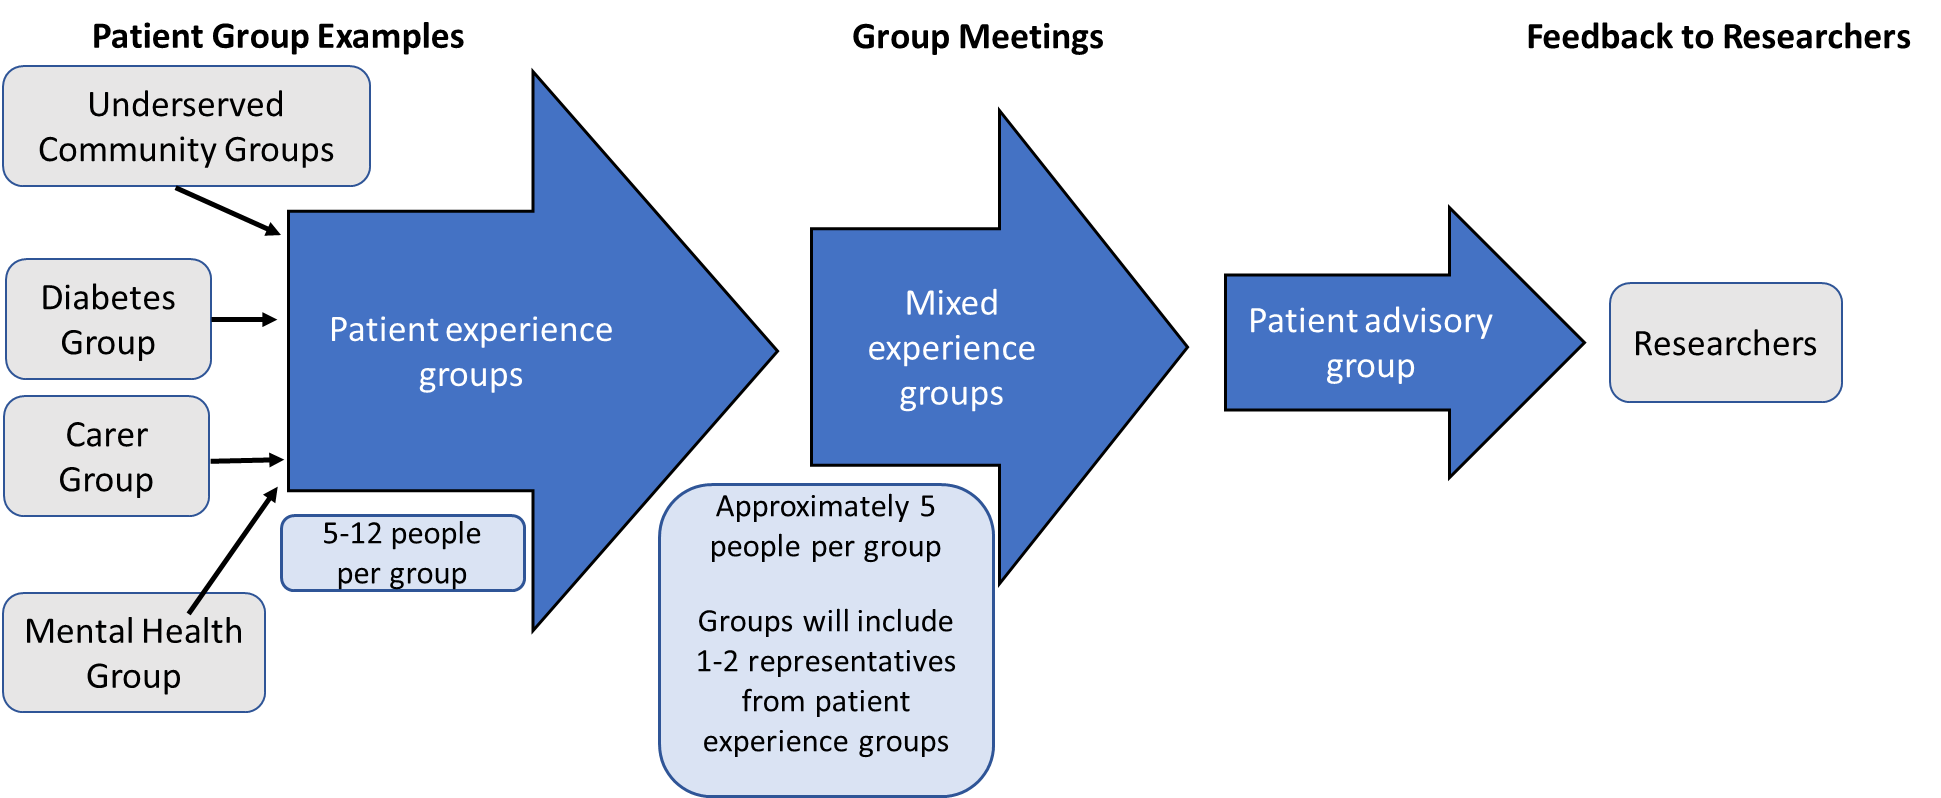 Patient Group Examples
Group Meetings
Feedback to Researchers
Underserved
Community Groups
Diabetes
Group
Carer
Group
Mental Health
Group
Patient experience
groups
5-12 people
per group
Mixed
experience
groups
Approximately 5
people per group
Groups will include
1-2 representatives
from patient
experience groups
Patient advisory
group
Researchers